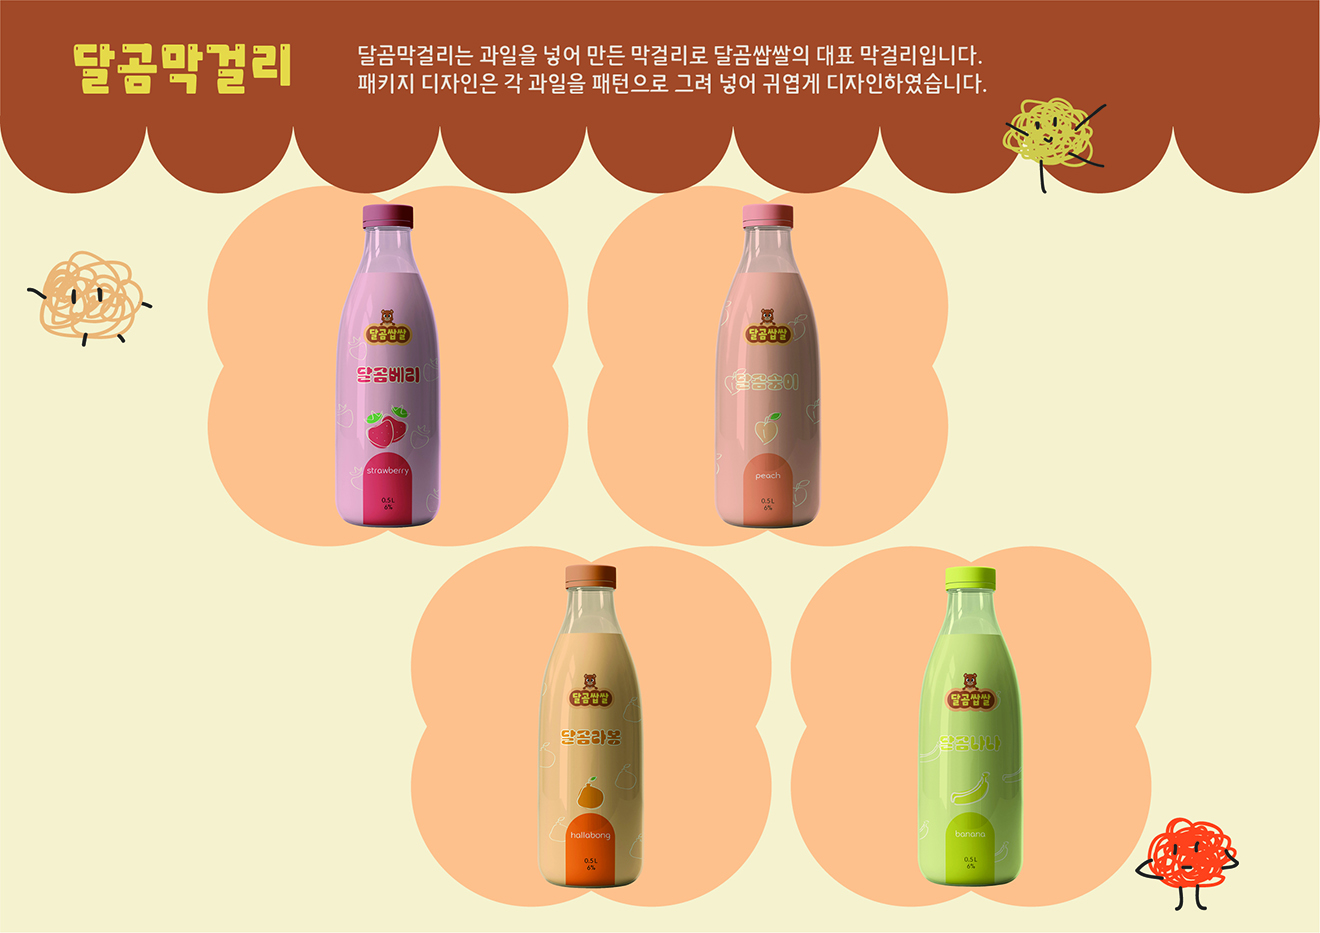 달곰막걸리
달곰막걸리는 과일을 넣어 만든 막걸리로 달곰쌉쌀의 대표 막걸리입니다.
패키지 디자인은 각 과일을 패턴으로 그려 넣어 귀엽게 디자인하였습니다.
달곰쌉쌀
달곰베리
strawberry
0.5 L
6%
달곰쌉쌀
달곰숭이
peach
0.5 L
6%
달곰쌉쌀
달곰라봉
hallabong
0.5 L
6%
달곰쌉쌀
달곰나나
banana
0.5 L
6%